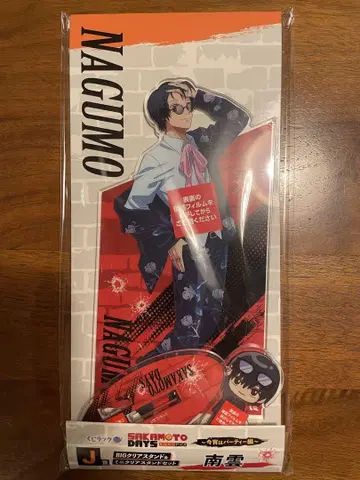 NAGUMO
表面の
保護フィルムを
剥がしてから
ご使用ください
NAGU
SAKAMOTO
DAYS
くじラック
SAKAMOTO
DAYS
~今宵はパーティー編~
J賞
BIGクリアスタンド&
ミニクリアスタンドセット
南雲